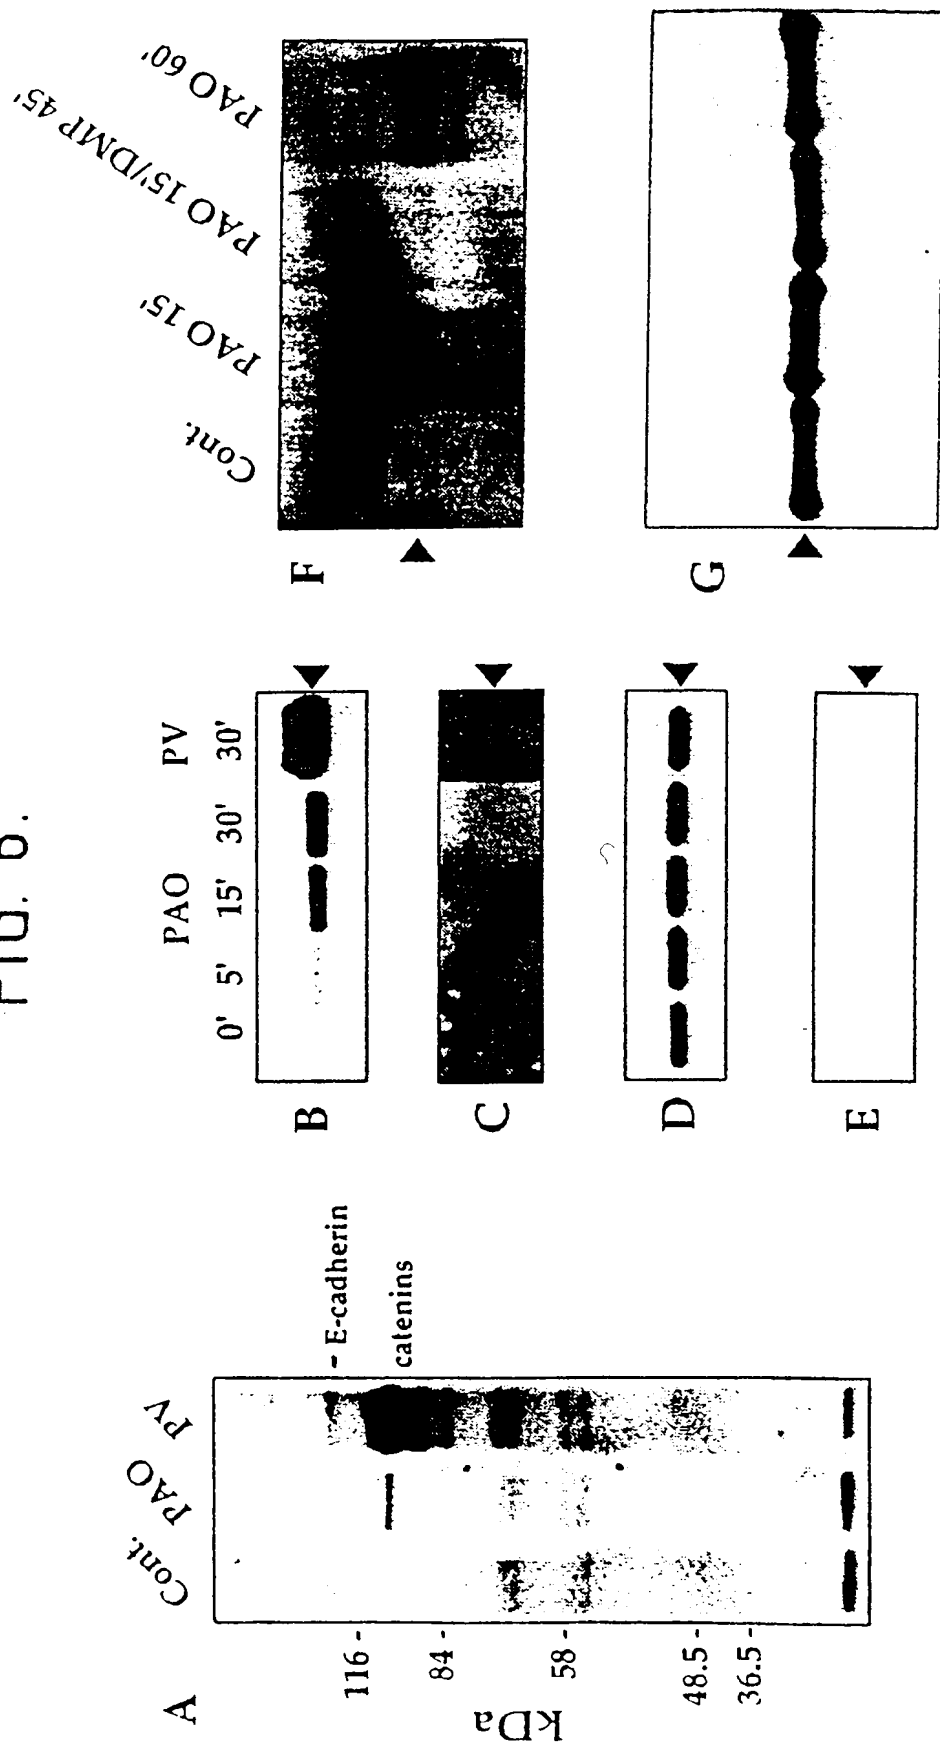 FIG. 6.
A
Cont. PAO PV
kDa
116 -
84 -
58 -
48.5 -
36.5 -
- E-cadherin
catenins
PAO PV
0' 5' 15' 30' 30'
B
C
D
E
Cont. PAO 15' PAO 15'/DMP 45' PAO 60'
F
G